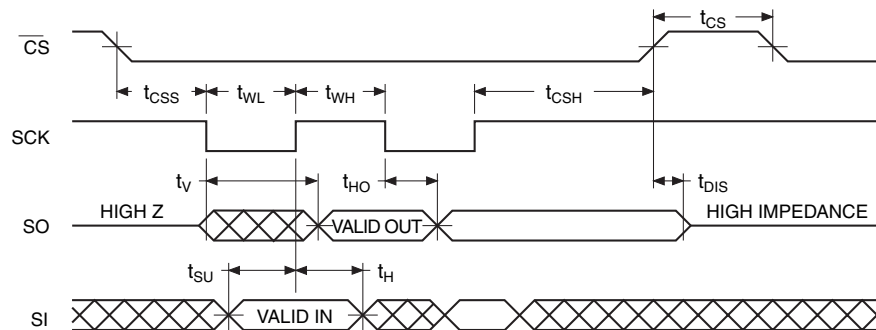 CS
tCS
tCSS
tWL
tWH
tCSH
SCK
tV
tHO
tDIS
SO
HIGH Z
VALID OUT
HIGH IMPEDANCE
tSU
tH
SI
VALID IN